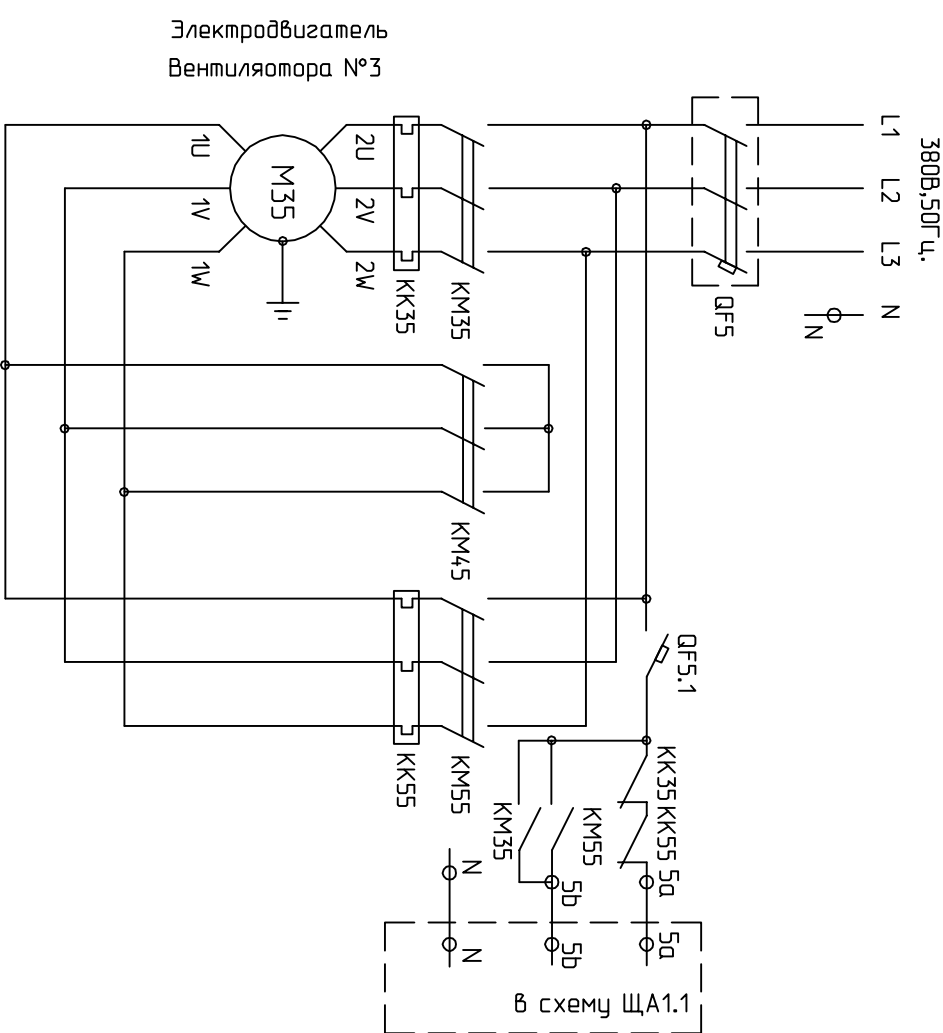 Электродвигатель
Вентиляотора №3
380В,50Гц.
L1
L2
L3
N
N
QF5
1U
1V
1W
M35
2U
2V
2W
KK35
KM35
KM45
KK55
KM55
QF5.1
KK35
KK55
KM35
KM55
5a
5b
N
5a
5b
N
в схему ЩА1.1